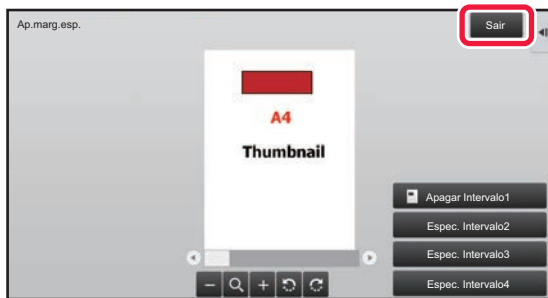 Ap.marg.esp.
Sair
A4
Thumbnail
Apagar Intervalo1
Espec. Intervalo2
Espec. Intervalo3
Espec. Intervalo4